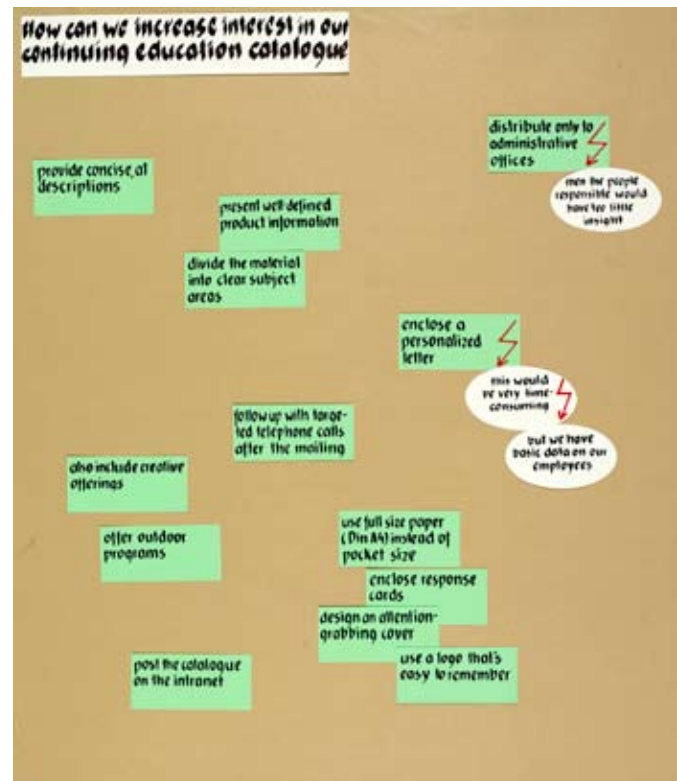 How can we increase interest in our
continuing education catalogue
distribute only to
administrative
offices
then the people
responsible would
have too little
insight
provide concise, at
descriptions
present well defined
product information
divide the material
into clear subject
areas
enclose a
personalized
letter
this would
be very time-
consuming
but we have
basic data on our
employees
follow up with targe-
ted telephone calls
after the mailing
also include creative
offerings
offer outdoor
programs
use full size paper
(Din A4) instead of
pocket size
enclose response
cards
design an attention-
grabbing cover
use a logo that's
easy to remember
post the catalogue
on the intranet